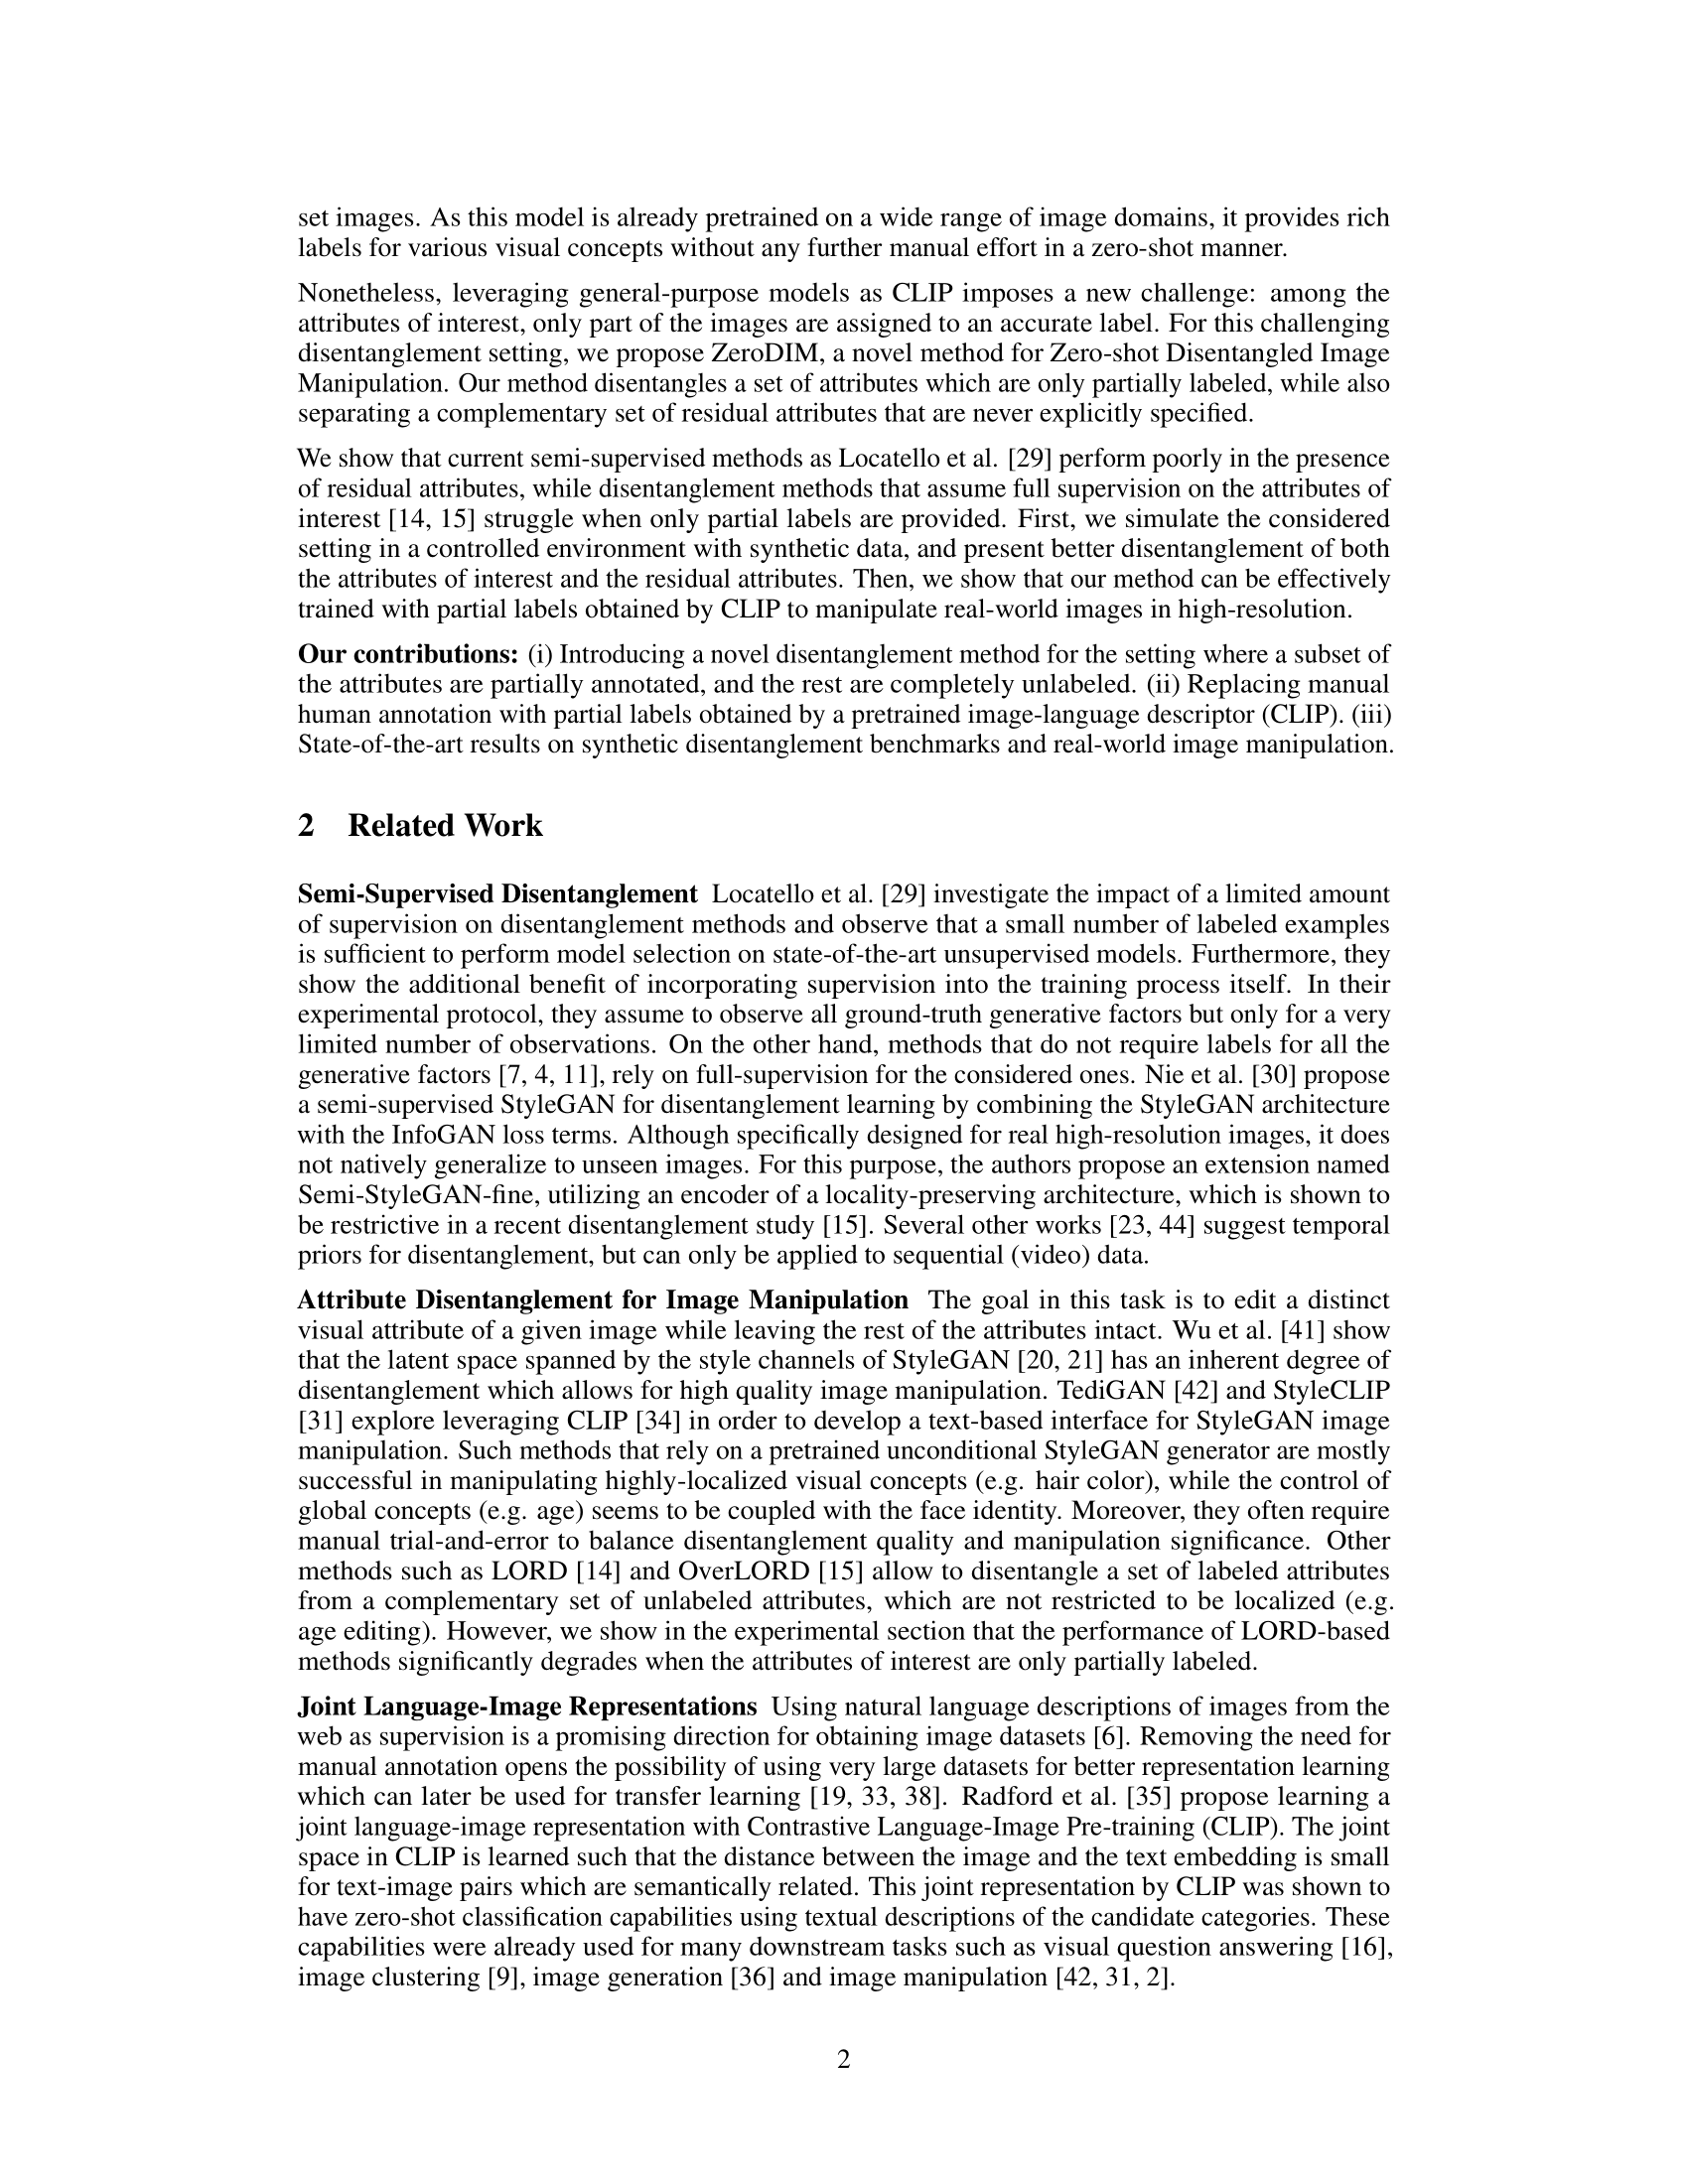 set images. As this model is already pretrained on a wide range of image domains, it provides rich
labels for various visual concepts without any further manual effort in a zero-shot manner.
Nonetheless, leveraging general-purpose models as CLIP imposes a new challenge: among the
attributes of interest, only part of the images are assigned to an accurate label. For this challenging
disentanglement setting, we propose ZeroDIM, a novel method for Zero-shot Disentangled Image
Manipulation. Our method disentangles a set of attributes which are only partially labeled, while also
separating a complementary set of residual attributes that are never explicitly specified.
We show that current semi-supervised methods as Locatello et al. [29] perform poorly in the presence
of residual attributes, while disentanglement methods that assume full supervision on the attributes of
interest [14, 15] struggle when only partial labels are provided. First, we simulate the considered
setting in a controlled environment with synthetic data, and present better disentanglement of both
the attributes of interest and the residual attributes. Then, we show that our method can be effectively
trained with partial labels obtained by CLIP to manipulate real-world images in high-resolution.
Our contributions: (i) Introducing a novel disentanglement method for the setting where a subset of
the attributes are partially annotated, and the rest are completely unlabeled. (ii) Replacing manual
human annotation with partial labels obtained by a pretrained image-language descriptor (CLIP). (iii)
State-of-the-art results on synthetic disentanglement benchmarks and real-world image manipulation.
2 Related Work
Semi-Supervised Disentanglement Locatello et al. [29] investigate the impact of a limited amount
of supervision on disentanglement methods and observe that a small number of labeled examples
is sufficient to perform model selection on state-of-the-art unsupervised models. Furthermore, they
show the additional benefit of incorporating supervision into the training process itself. In their
experimental protocol, they assume to observe all ground-truth generative factors but only for a very
limited number of observations. On the other hand, methods that do not require labels for all the
generative factors [7, 4, 11], rely on full-supervision for the considered ones. Nie et al. [30] propose
a semi-supervised StyleGAN for disentanglement learning by combining the StyleGAN architecture
with the InfoGAN loss terms. Although specifically designed for real high-resolution images, it does
not natively generalize to unseen images. For this purpose, the authors propose an extension named
Semi-StyleGAN-fine, utilizing an encoder of a locality-preserving architecture, which is shown to
be restrictive in a recent disentanglement study [15]. Several other works [23, 44] suggest temporal
priors for disentanglement, but can only be applied to sequential (video) data.
Attribute Disentanglement for Image Manipulation The goal in this task is to edit a distinct
visual attribute of a given image while leaving the rest of the attributes intact. Wu et al. [41] show
that the latent space spanned by the style channels of StyleGAN [20, 21] has an inherent degree of
disentanglement which allows for high quality image manipulation. TediGAN [42] and StyleCLIP
[31] explore leveraging CLIP [34] in order to develop a text-based interface for StyleGAN image
manipulation. Such methods that rely on a pretrained unconditional StyleGAN generator are mostly
successful in manipulating highly-localized visual concepts (e.g. hair color), while the control of
global concepts (e.g. age) seems to be coupled with the face identity. Moreover, they often require
manual trial-and-error to balance disentanglement quality and manipulation significance. Other
methods such as LORD [14] and OverLORD [15] allow to disentangle a set of labeled attributes
from a complementary set of unlabeled attributes, which are not restricted to be localized (e.g.
age editing). However, we show in the experimental section that the performance of LORD-based
methods significantly degrades when the attributes of interest are only partially labeled.
Joint Language-Image Representations Using natural language descriptions of images from the
web as supervision is a promising direction for obtaining image datasets [6]. Removing the need for
manual annotation opens the possibility of using very large datasets for better representation learning
which can later be used for transfer learning [19, 33, 38]. Radford et al. [35] propose learning a
joint language-image representation with Contrastive Language-Image Pre-training (CLIP). The joint
space in CLIP is learned such that the distance between the image and the text embedding is small
for text-image pairs which are semantically related. This joint representation by CLIP was shown to
have zero-shot classification capabilities using textual descriptions of the candidate categories. These
capabilities were already used for many downstream tasks such as visual question answering [16],
image clustering [9], image generation [36] and image manipulation [42, 31, 2].
2